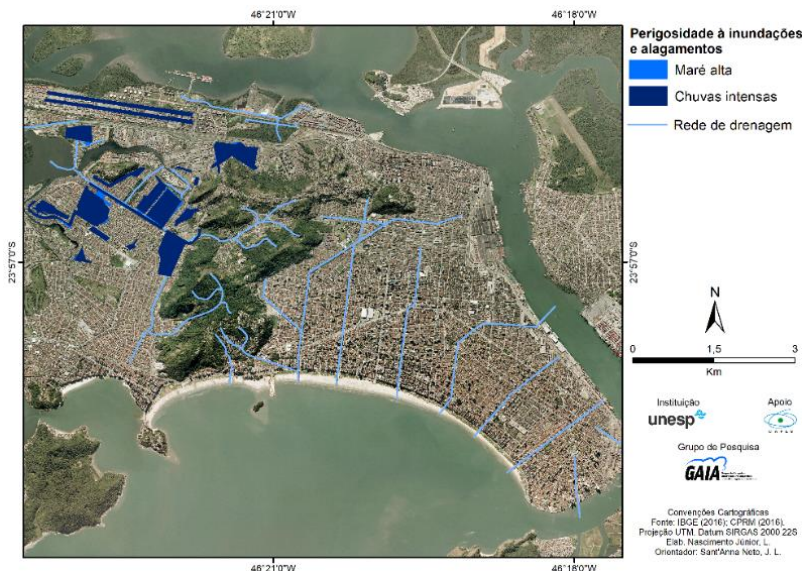 46°21'0"W
46°18'0"W
Perigosidade à inundações
e alagamentos
Maré alta
Chuvas intensas
Rede de drenagem
23°57'0"S
23°57'0"S
N
0
1,5
3
Km
Instituição
Apoio
unesp
Grupo de Pesquisa
GAIA
Convenções Cartográficas
Fonte: IBGE (2016); CPRM (2016).
Projeção UTM. Datum SIRGAS 2000 22S
Elab. Nascimento Júnior, L.
Orientador: Sant'Anna Neto, J. L.
46°21'0"W
46°18'0"W